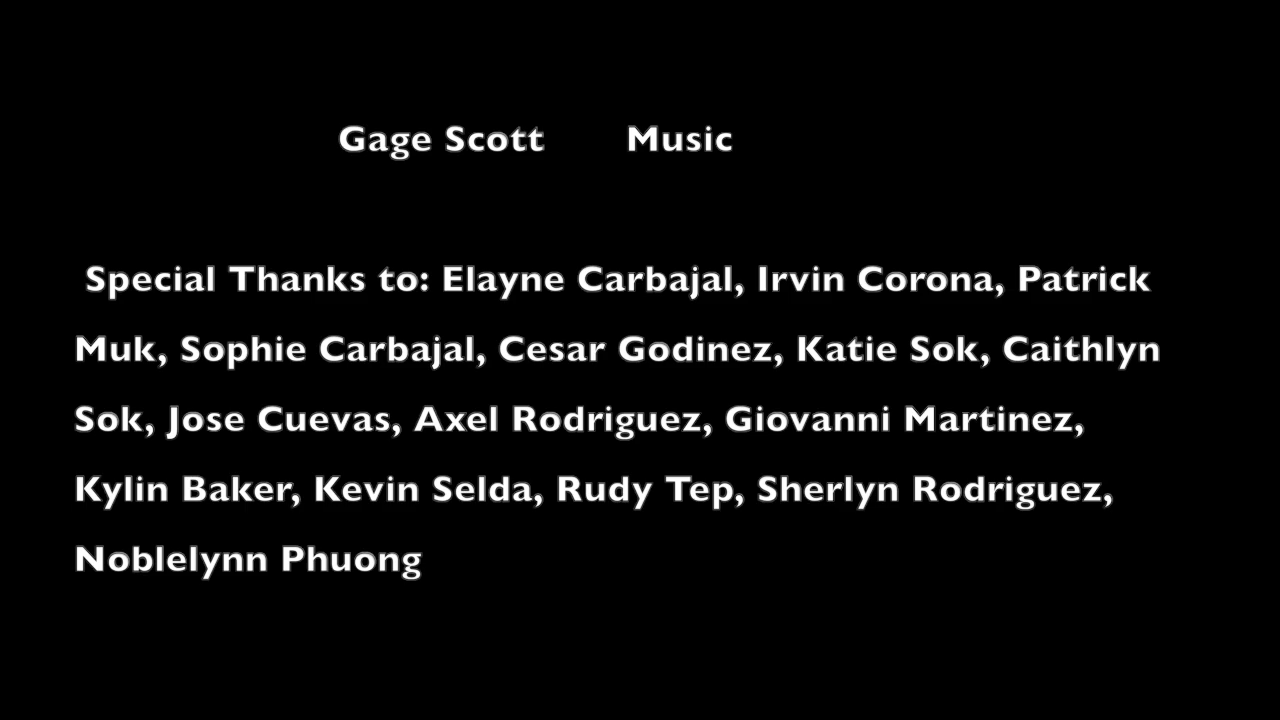 Gage Scott Music
Special Thanks to: Elayne Carbajal, Irvin Corona, Patrick
Muk, Sophie Carbajal, Cesar Godinez, Katie Sok, Caithlyn
Sok, Jose Cuevas, Axel Rodriguez, Giovanni Martinez,
Kylin Baker, Kevin Selda, Rudy Tep, Sherlyn Rodriguez,
Noblelynn Phuong